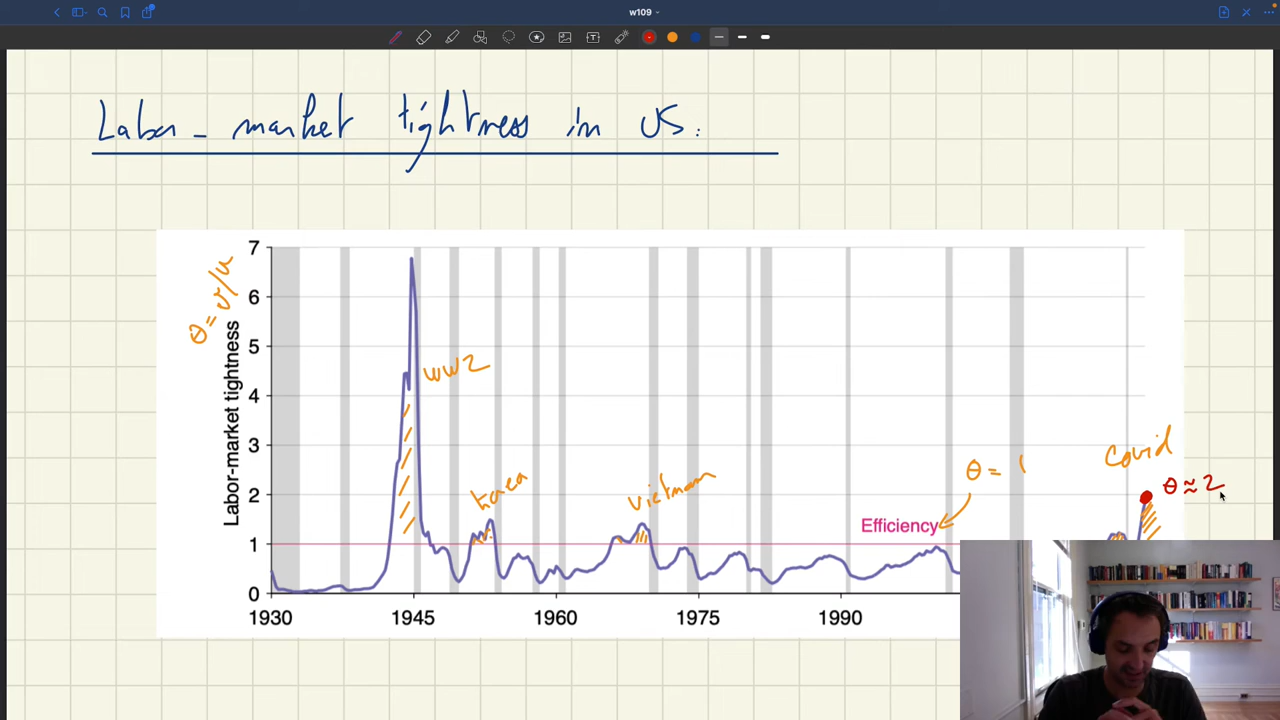 w109
Labor-market tightness in US:
7
6
5
4
3
2
1
0
Labor-market tightness
θ = v/u
WW2
Korea
Vietnam
θ = 1
Efficiency
Covid
θ ≈ 2
1930 1945 1960 1975 1990